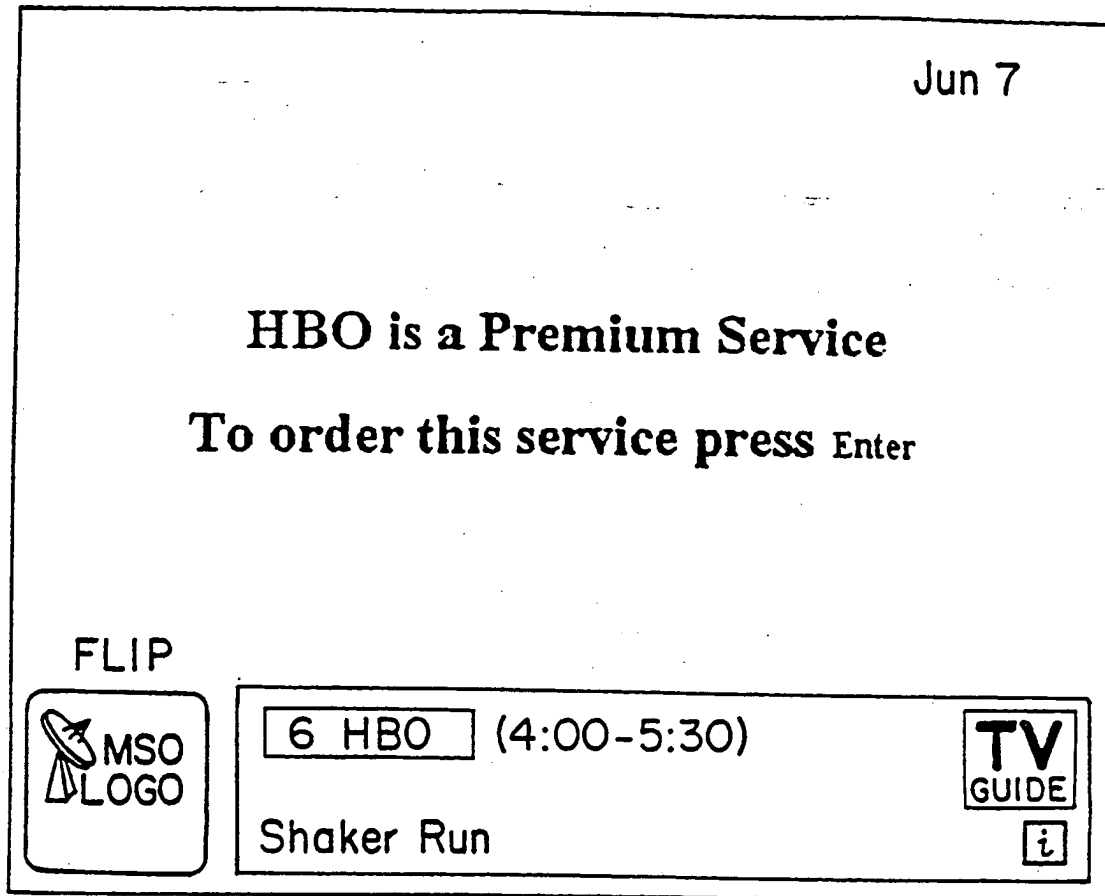 Jun 7
HBO is a Premium Service
To order this service press Enter
FLIP
MSO
LOGO
6 HBO (4:00-5:30)
TV
GUIDE
Shaker Run
i